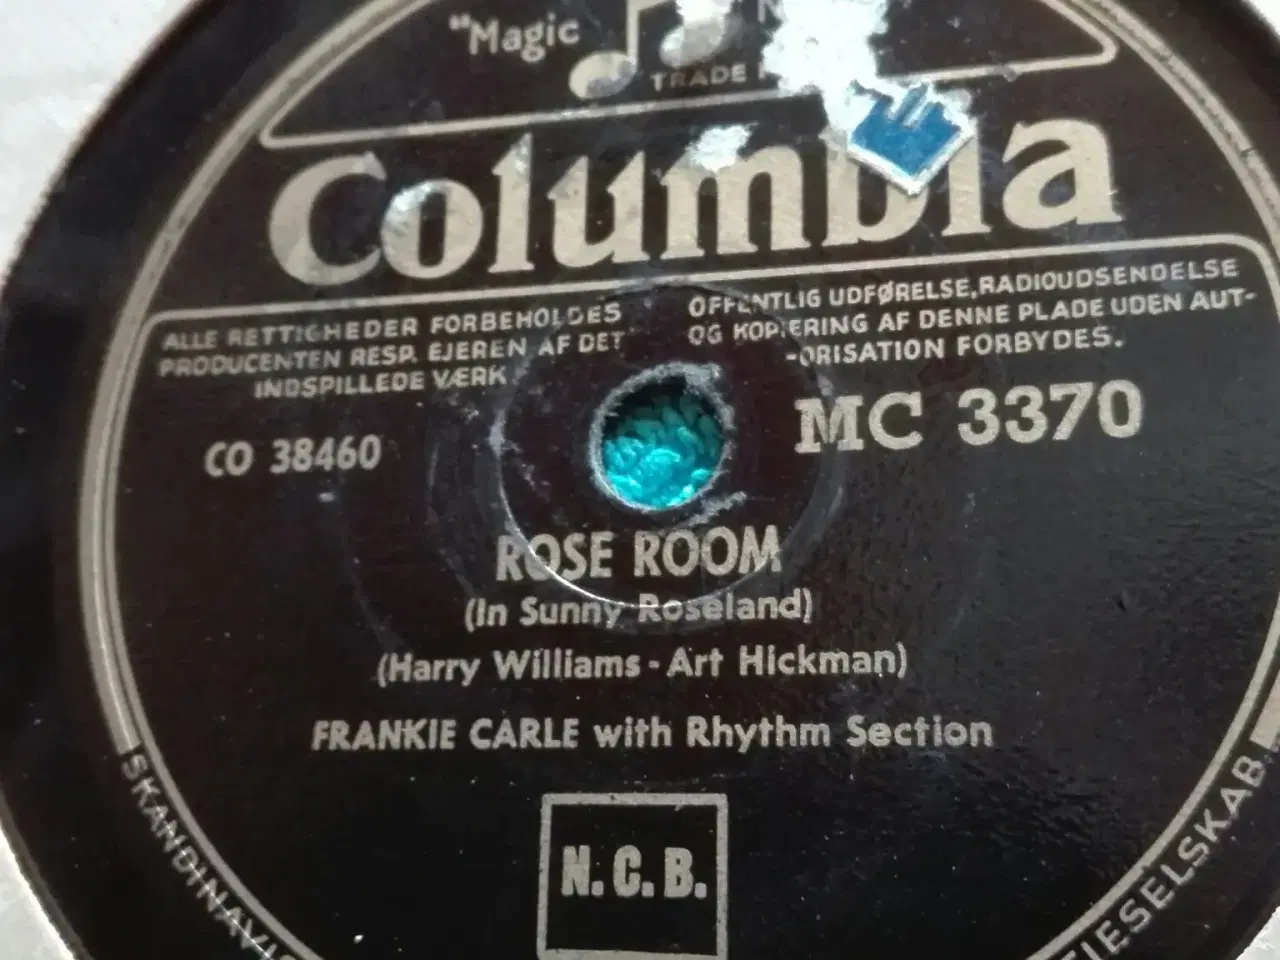 "Magic
TRADE
Columbia
ALLE RETTIGHEDER FORBEHOLDES
PRODUCENTEN RESP. EJEREN AF DET
INDSPILLEDE VÆRK
OFFENTLIG UDFØRELSE, RADIOUDSENDELSE
OG KOPIERING AF DENNE PLADE UDEN AUT-
-ORISATION FORBYDES.
CO 38460
MC 3370
ROSE ROOM
(In Sunny Roseland)
(Harry Williams - Art Hickman)
FRANKIE CARLE with Rhythm Section
N.C.B.